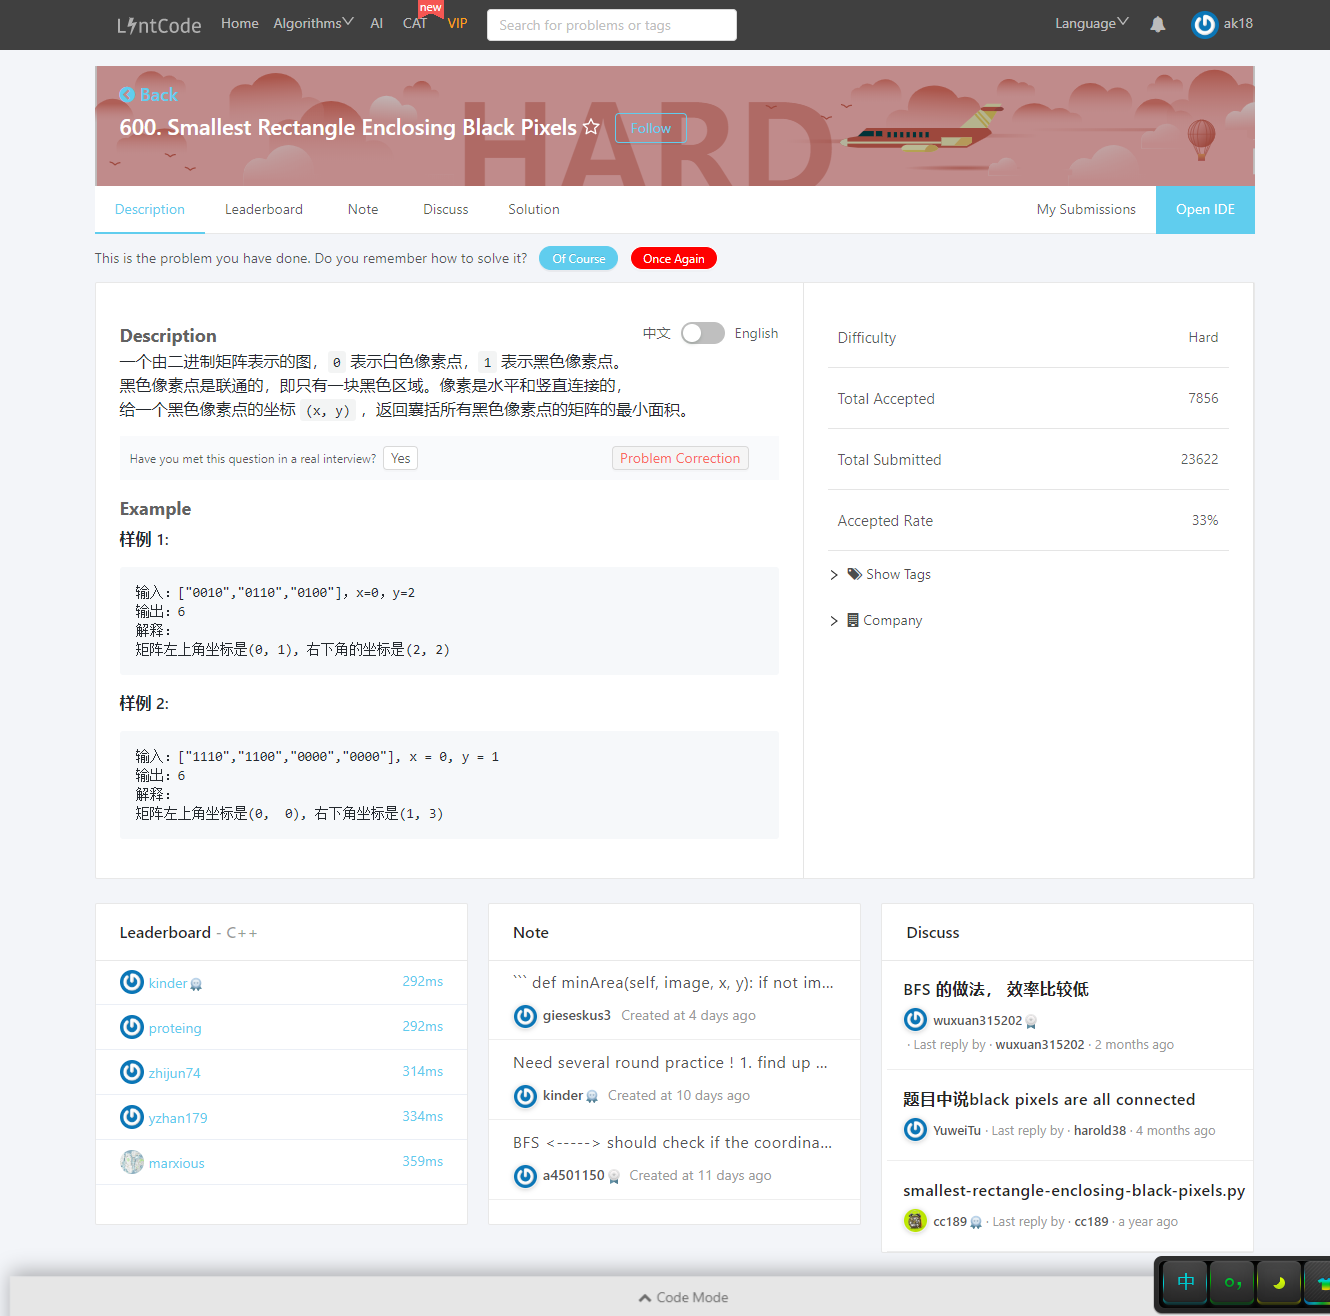 LintCode
Home
Algorithms
AI
CAT
new
VIP
Search for problems or tags
Language
ak18
Back
600. Smallest Rectangle Enclosing Black Pixels
Follow
HARD
Description
Leaderboard
Note
Discuss
Solution
My Submissions
Open IDE
This is the problem you have done. Do you remember how to solve it?
Of Course
Once Again
Description
中文
English
一个由二进制矩阵表示的图，0 表示白色像素点，1 表示黑色像素点。
黑色像素点是联通的，即只有一块黑色区域。像素是水平和竖直连接的，
给一个黑色像素点的坐标 (x, y) ，返回囊括所有黑色像素点的矩阵的最小面积。
Have you met this question in a real interview?
Yes
Problem Correction
Example
样例 1:
输入：["0010","0110","0100"]，x=0，y=2
输出：6
解释：
矩阵左上角坐标是(0, 1)，右下角的坐标是(2, 2)
样例 2:
输入：["1110","1100","0000","0000"], x = 0, y = 1
输出：6
解释：
矩阵左上角坐标是(0,  0)，右下角坐标是(1, 3)
Difficulty
Hard
Total Accepted
7856
Total Submitted
23622
Accepted Rate
33%
Show Tags
Company
Leaderboard - C++
kinder
292ms
proteing
292ms
zhijun74
314ms
yzhan179
334ms
marxious
359ms
Note
``` def minArea(self, image, x, y): if not im...
gieseskus3 Created at 4 days ago
Need several round practice ! 1. find up ...
kinder Created at 10 days ago
BFS <-----> should check if the coordina...
a4501150 Created at 11 days ago
Discuss
BFS 的做法， 效率比较低
wuxuan315202
· Last reply by · wuxuan315202 · 2 months ago
题目中说black pixels are all connected
YuweiTu · Last reply by · harold38 · 4 months ago
smallest-rectangle-enclosing-black-pixels.py
cc189 · Last reply by · cc189 · a year ago
Code Mode
中